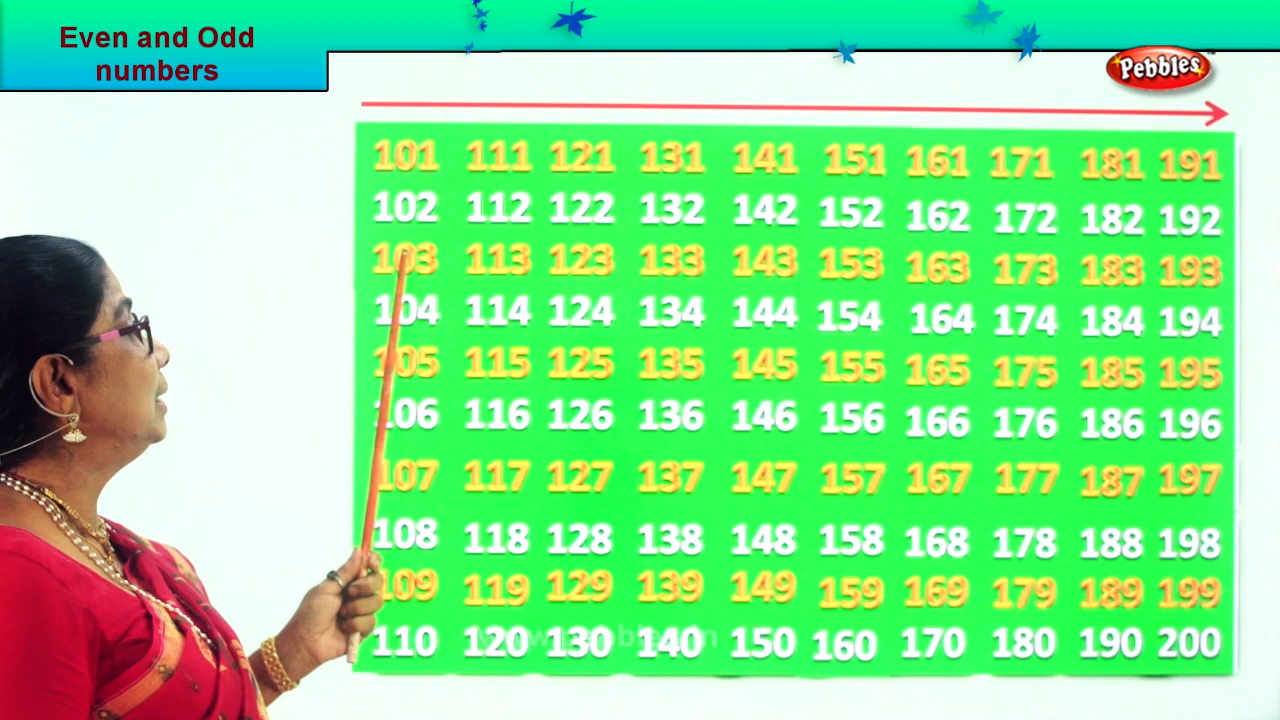 Even and Odd
numbers
Pebbles
101 111 121 131 141 151 161 171 181 191
102 112 122 132 142 152 162 172 182 192
103 113 123 133 143 153 163 173 183 193
104 114 124 134 144 154 164 174 184 194
105 115 125 135 145 155 165 175 185 195
106 116 126 136 146 156 166 176 186 196
107 117 127 137 147 157 167 177 187 197
108 118 128 138 148 158 168 178 188 198
109 119 129 139 149 159 169 179 189 199
110 120 130 140 150 160 170 180 190 200